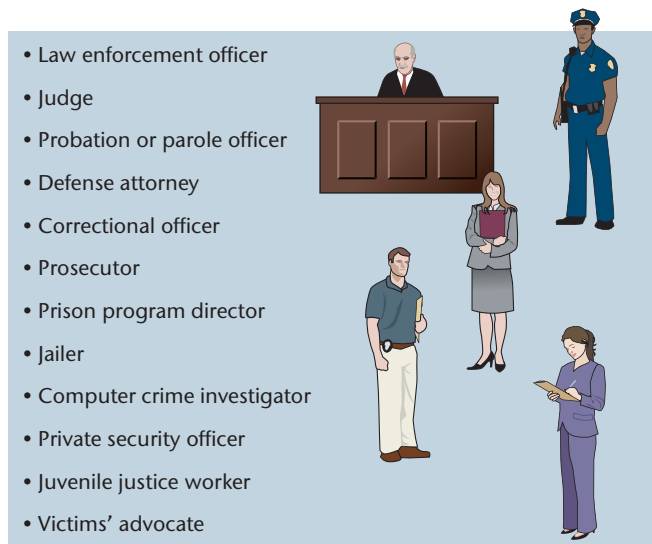 • Law enforcement officer
• Judge
• Probation or parole officer
• Defense attorney
• Correctional officer
• Prosecutor
• Prison program director
• Jailer
• Computer crime investigator
• Private security officer
• Juvenile justice worker
• Victims’ advocate